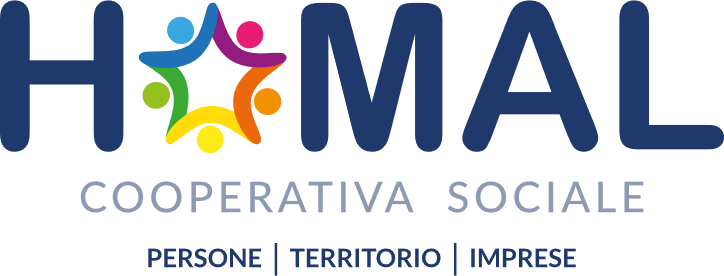 HOMAL
COOPERATIVA SOCIALE
PERSONE | TERRITORIO | IMPRESE